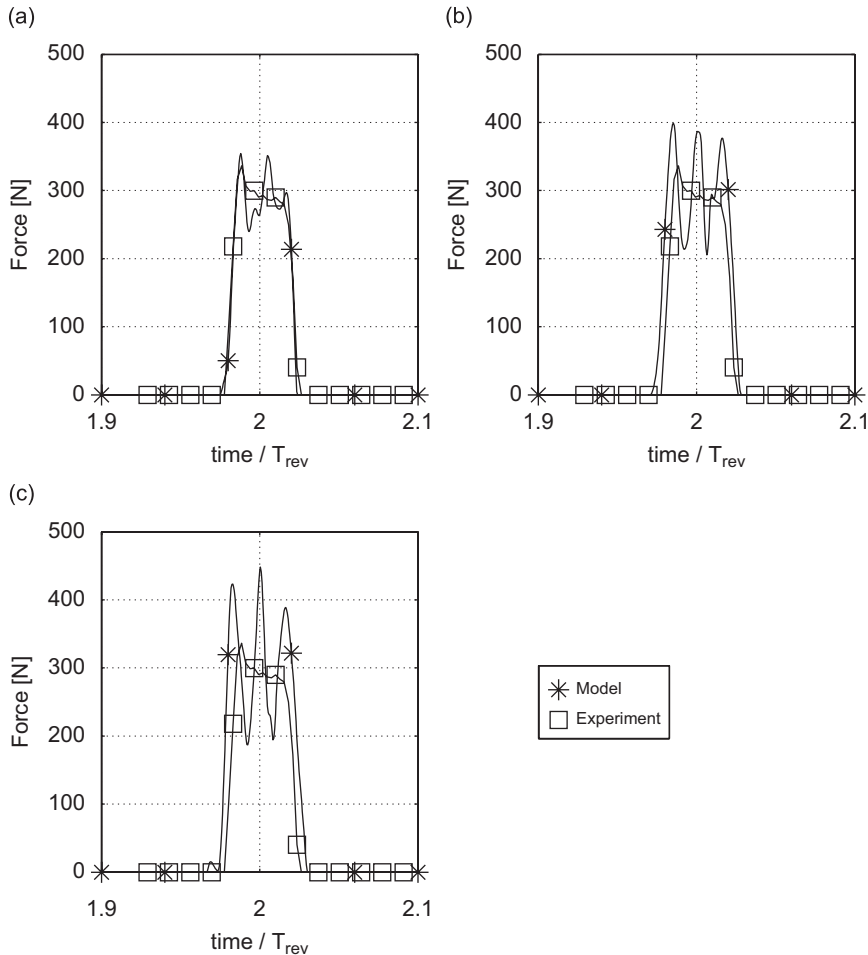 (a)
500
400
300
200
100
0
Force [N]
1.9
2
2.1
time / T_rev
(b)
500
400
300
200
100
0
Force [N]
1.9
2
2.1
time / T_rev
(c)
500
400
300
200
100
0
Force [N]
1.9
2
2.1
time / T_rev
Model
Experiment